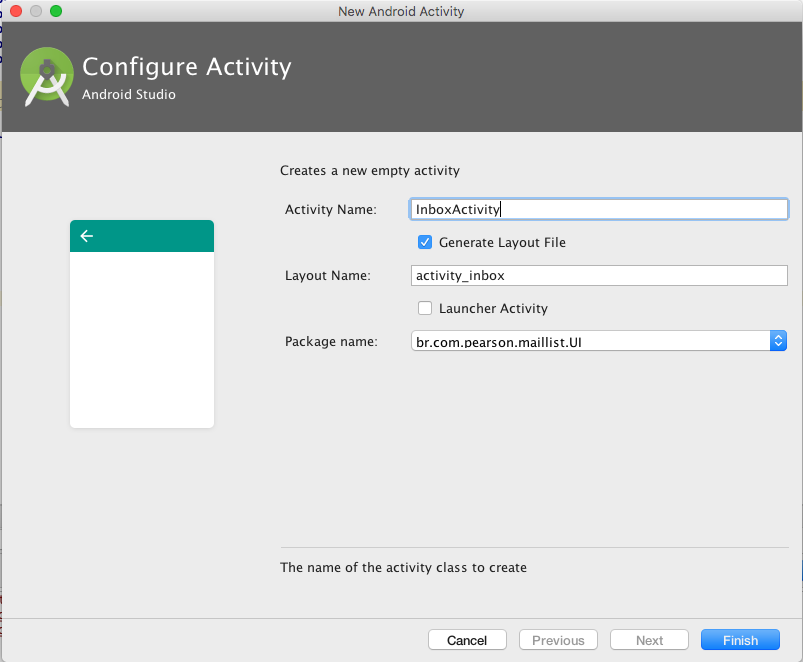 New Android Activity
Configure Activity
Android Studio
Creates a new empty activity
Activity Name: InboxActivity
Generate Layout File
Layout Name: activity_inbox
Launcher Activity
Package name: br.com.pearson.maillist.UI
The name of the activity class to create
Cancel Previous Next Finish